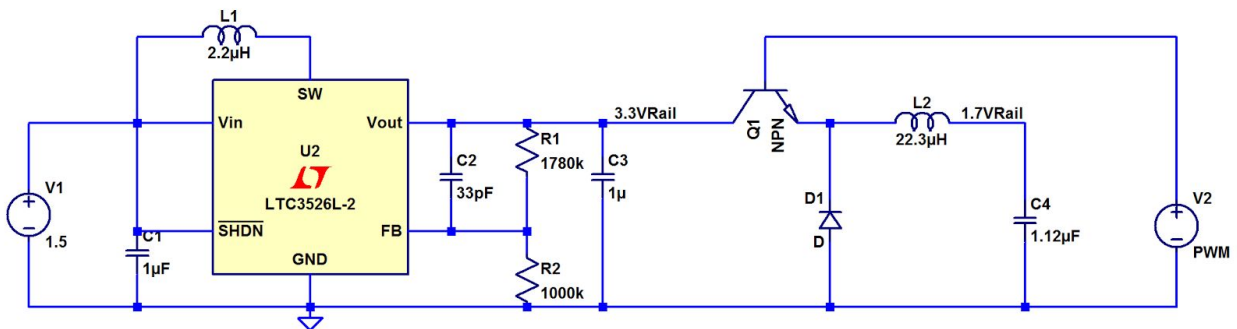 L1
2.2µH
SW
Vin
Vout
U2
LTC3526L-2
SHDN
FB
GND
V1
1.5
C1
1µF
C2
33pF
R1
1780k
R2
1000k
C3
1µ
3.3VRail
Q1
NPN
D1
D
L2
22.3µH
1.7VRail
C4
1.12µF
V2
PWM